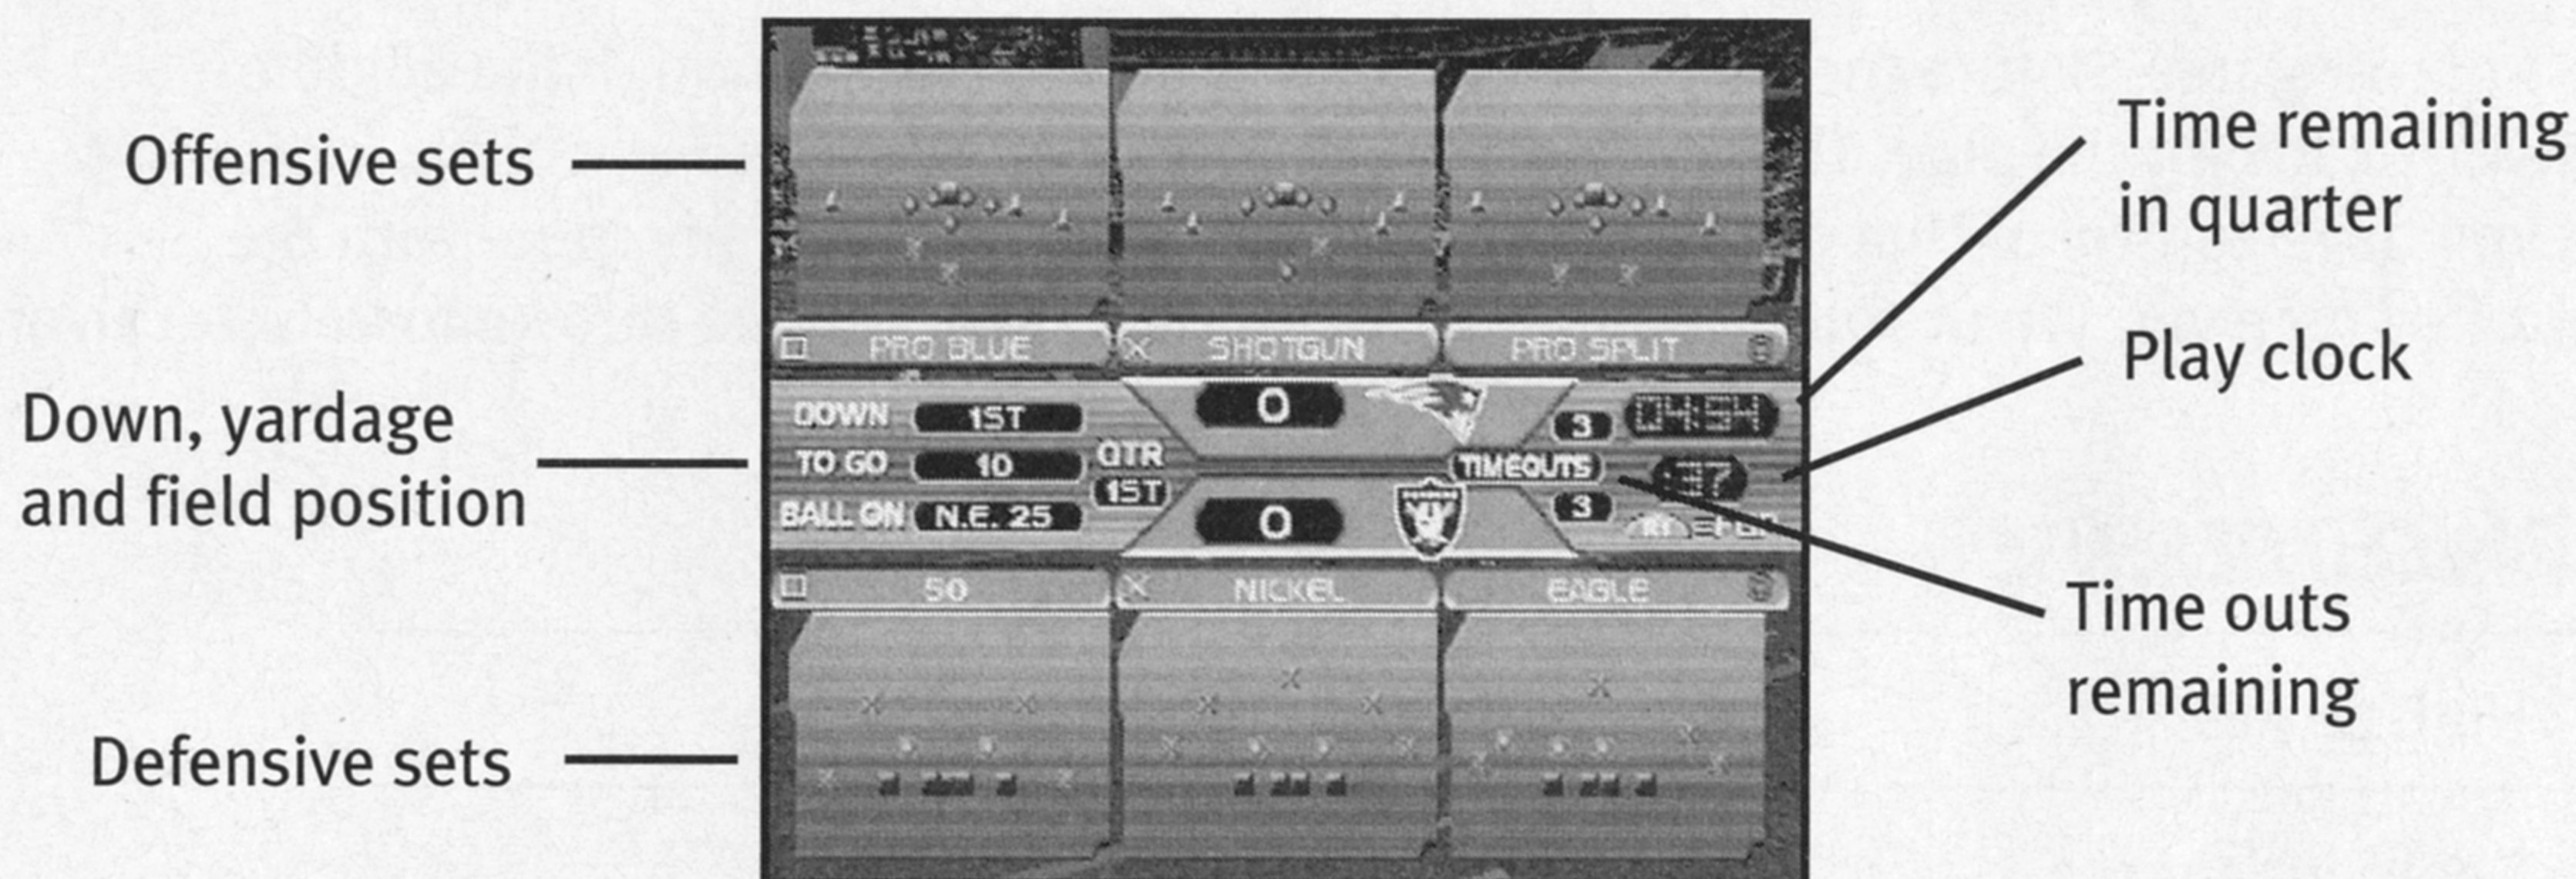 Offensive sets
Down, yardage
and field position
Defensive sets
PRO BLUE
SHOTGUN
PRO SPLIT
DOWN 1ST
TO GO 10
BALL ON N.E. 25
QTR
1ST
0
0
3
TIMEOUTS
3
04:54
:37
R1
50
NICKEL
EAGLE
Time remaining
in quarter
Play clock
Time outs
remaining